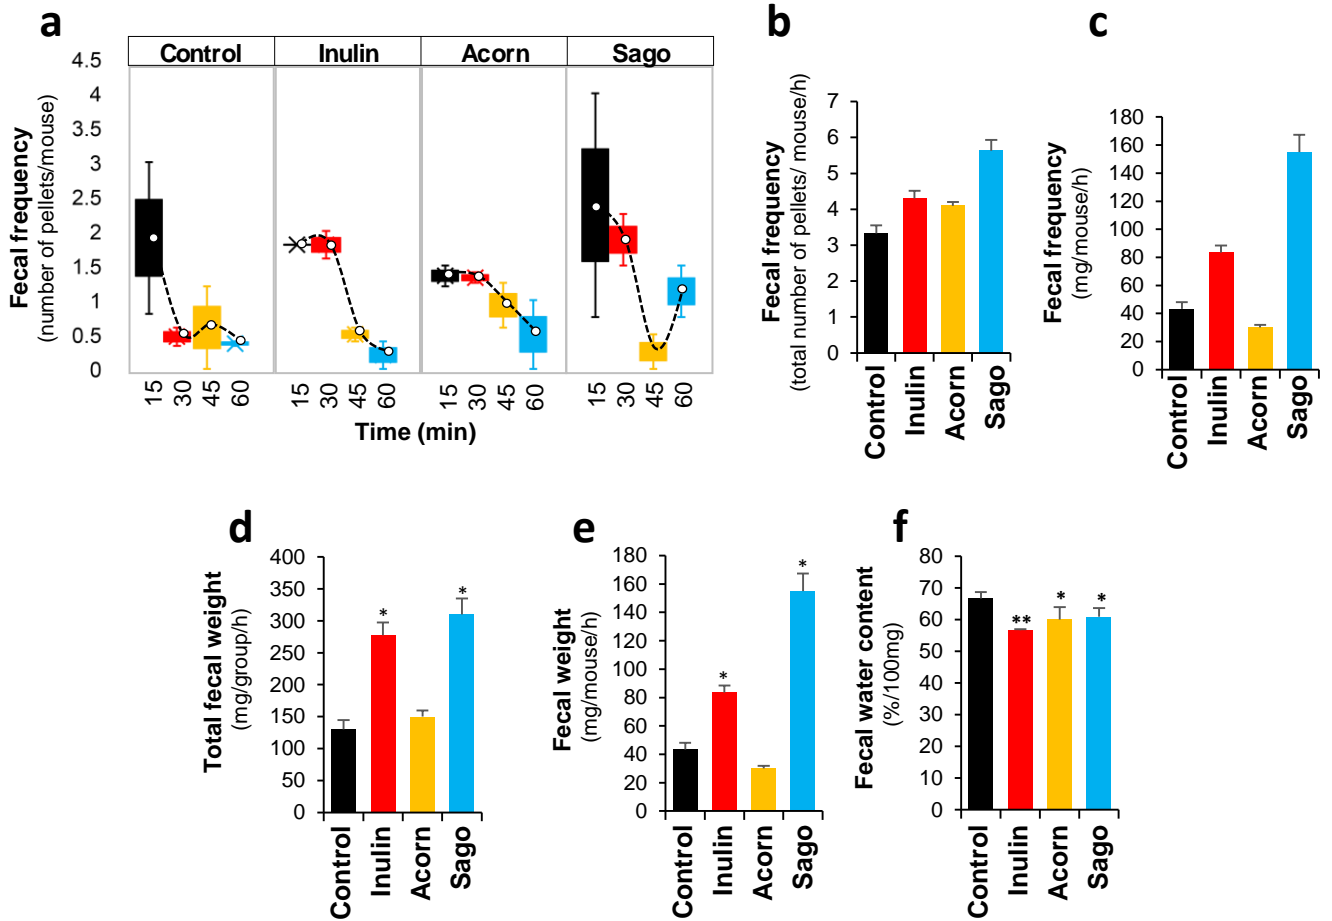 a
Control Inulin Acorn Sago
Fecal frequency
(number of pellets/mouse)
4.5
4
3.5
3
2.5
2
1.5
1
0.5
0
15 30 45 60 15 30 45 60 15 30 45 60 15 30 45 60
Time (min)
b
Fecal frequency
(total number of pellets/ mouse/h)
7
6
5
4
3
2
1
0
Control Inulin Acorn Sago
c
Fecal frequency
(mg/mouse/h)
180
160
140
120
100
80
60
40
20
0
Control Inulin Acorn Sago
d
Total fecal weight
(mg/group/h)
400
350
300
250
200
150
100
50
0
* *
Control Inulin Acorn Sago
e
Fecal weight
(mg/mouse/h)
180
160
140
120
100
80
60
40
20
0
* *
Control Inulin Acorn Sago
f
Fecal water content
(%/100mg)
80
70
60
50
40
30
20
10
0
** * *
Control Inulin Acorn Sago